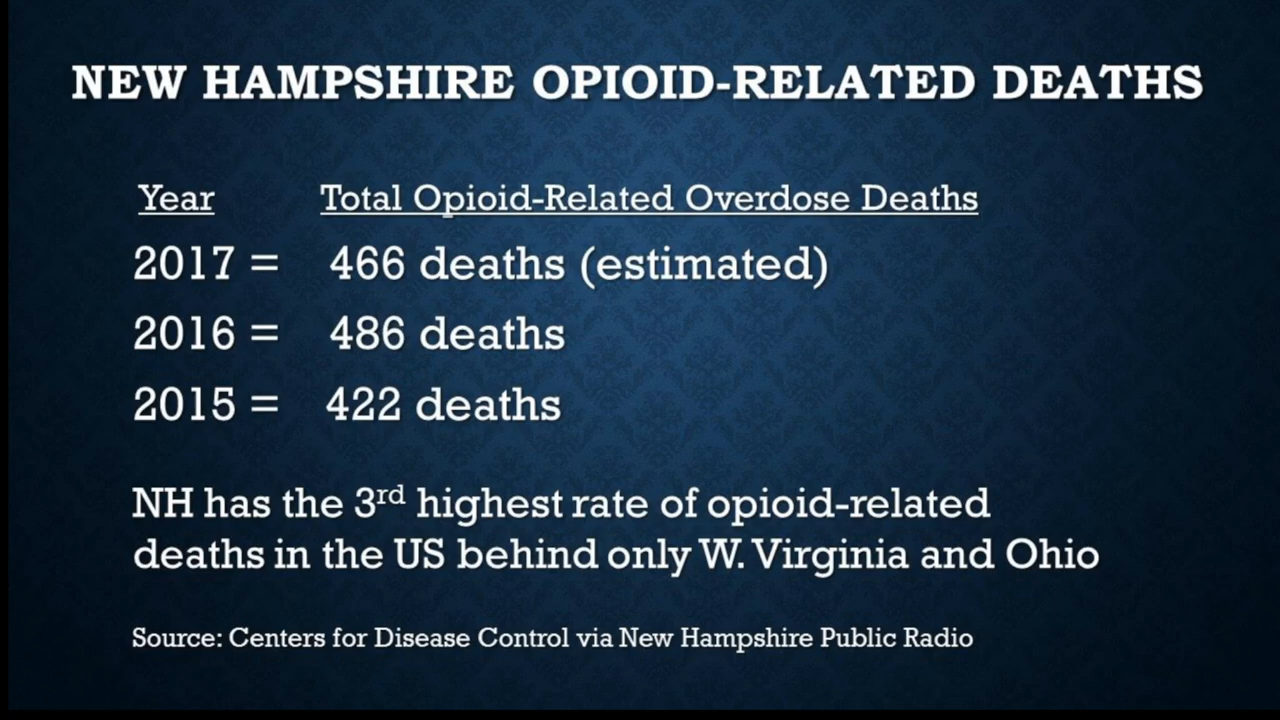 NEW HAMPSHIRE OPIOID-RELATED DEATHS
Year Total Opioid-Related Overdose Deaths
2017 = 466 deaths (estimated)
2016 = 486 deaths
2015 = 422 deaths
NH has the 3rd highest rate of opioid-related
deaths in the US behind only W. Virginia and Ohio
Source: Centers for Disease Control via New Hampshire Public Radio